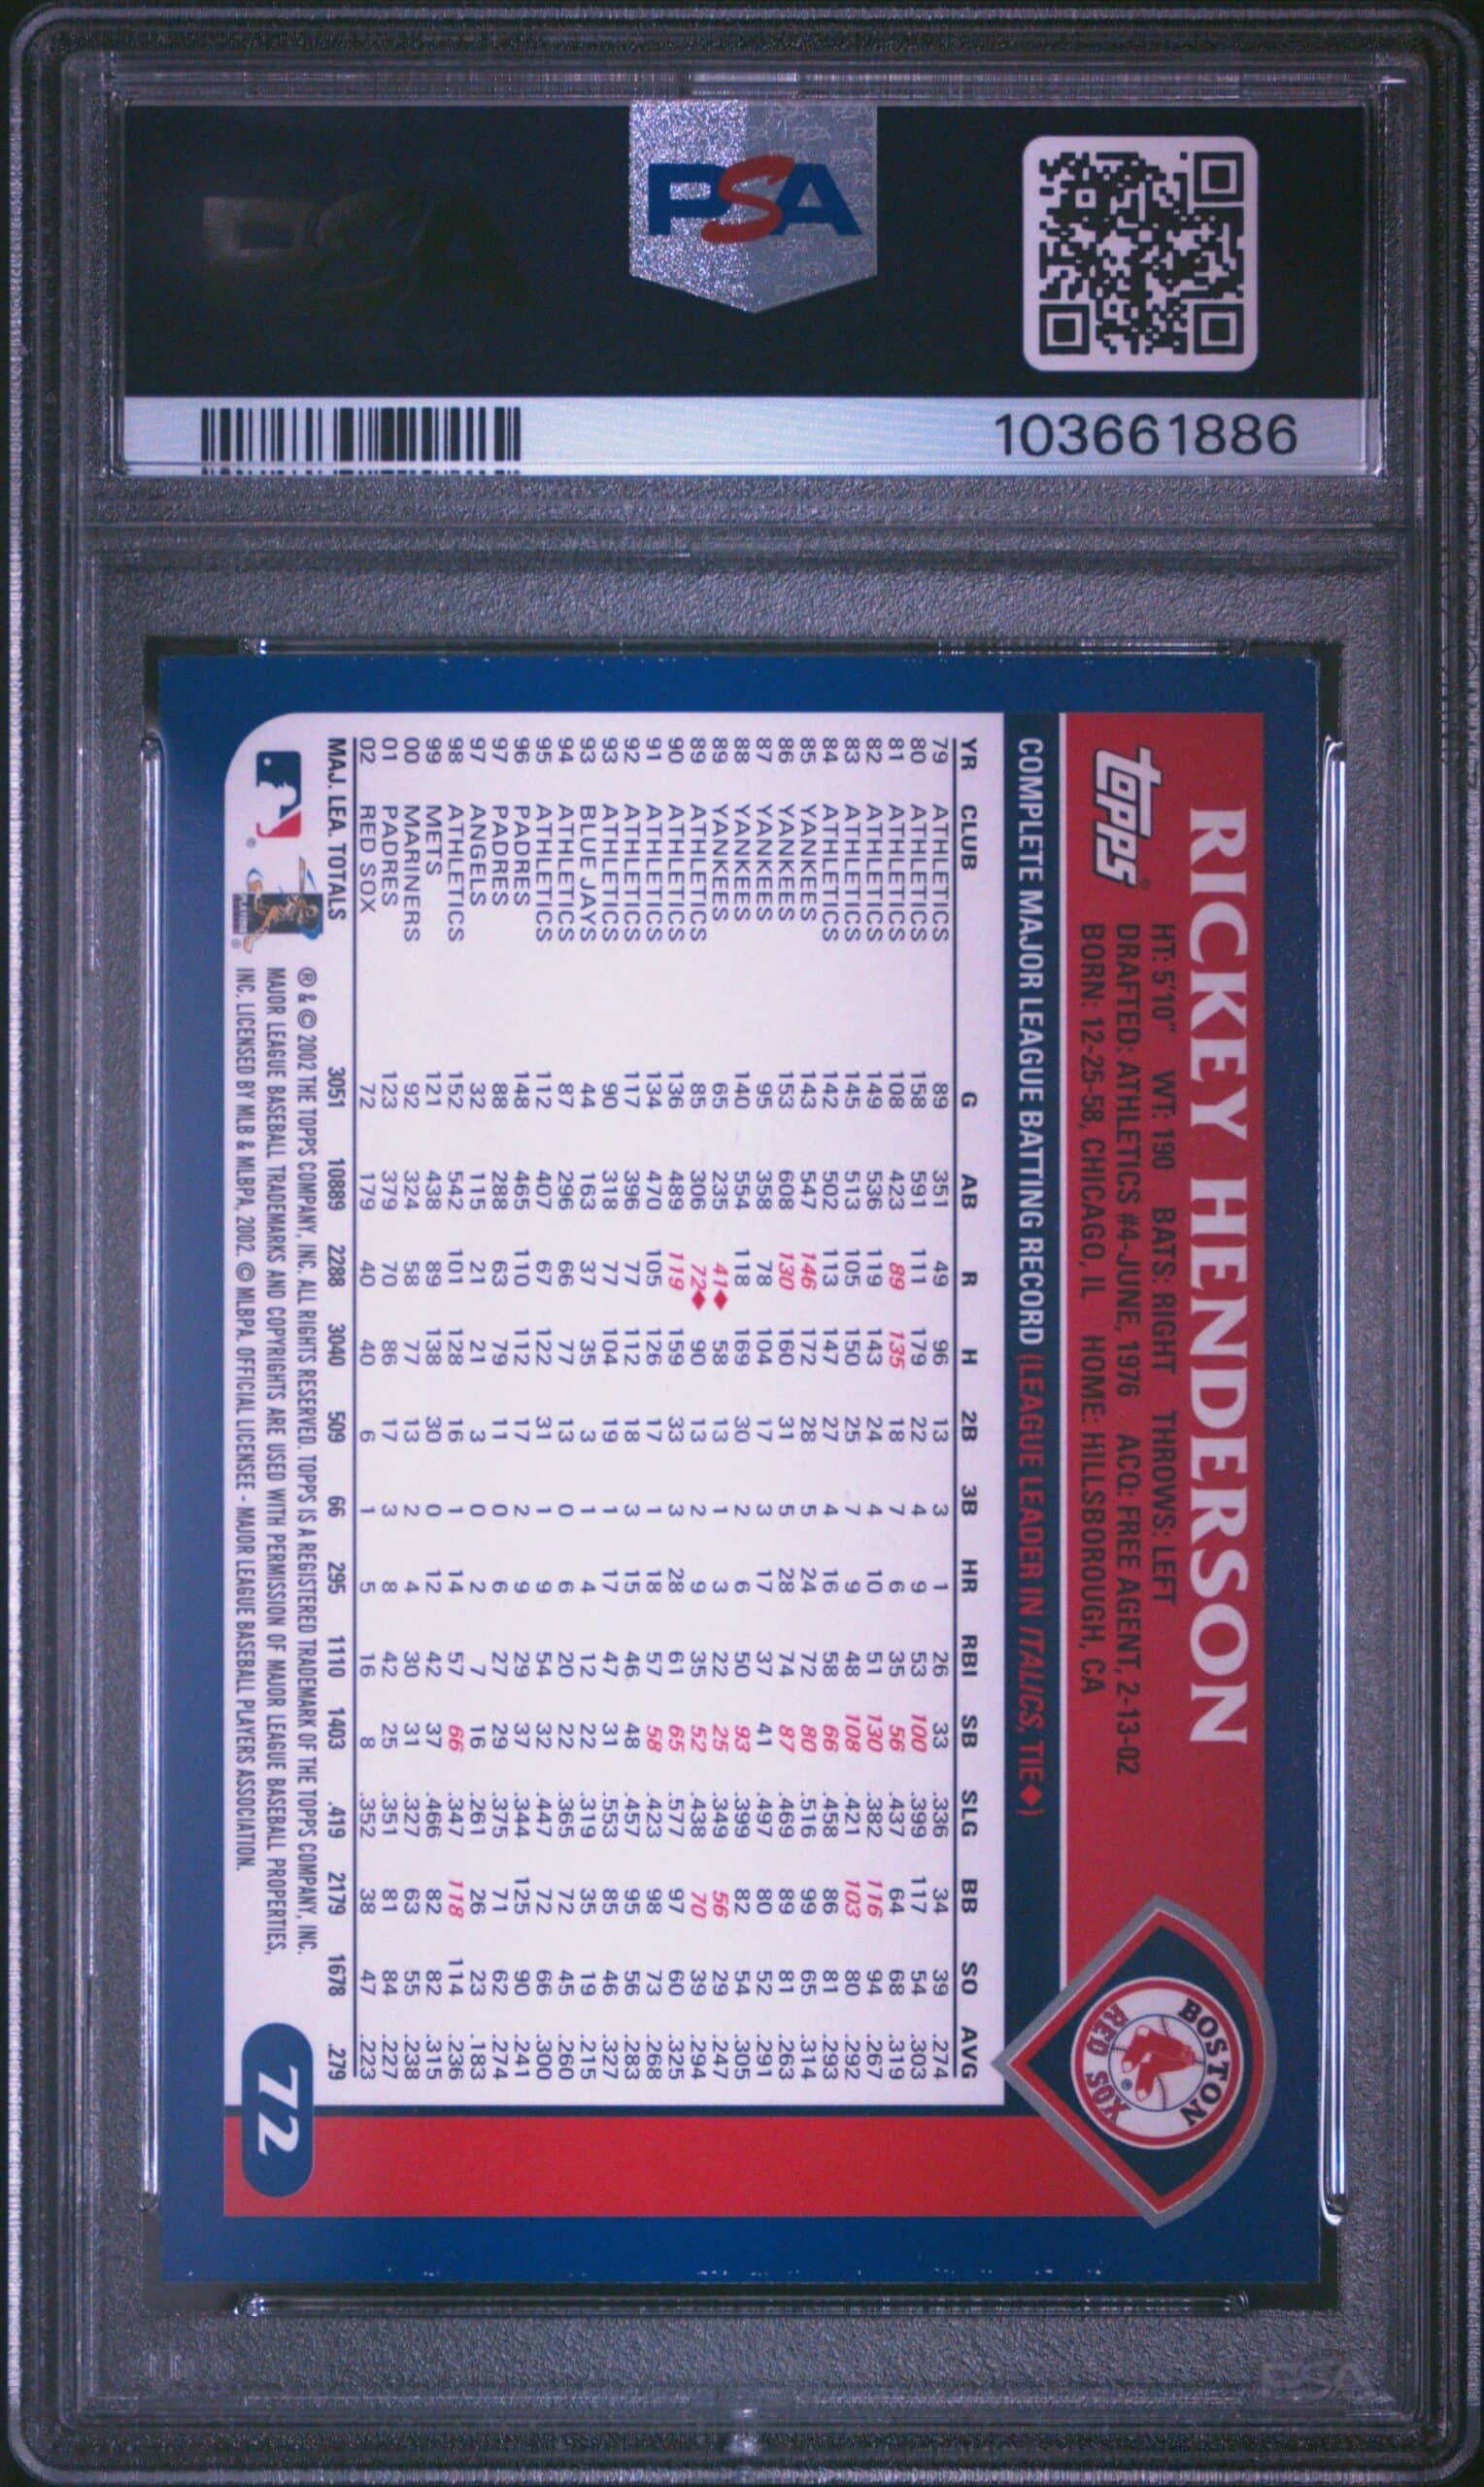 PSA
103661886
RICKEY HENDERSON
topps
HT: 5'10" WT: 190 BATS: RIGHT THROWS: LEFT
DRAFTED: ATHLETICS #4-JUNE, 1976 ACQ: FREE AGENT, 2-13-02
BORN: 12-25-58, CHICAGO, IL HOME: HILLSBOROUGH, CA
BOSTON RED SOX ®
COMPLETE MAJOR LEAGUE BATTING RECORD (LEAGUE LEADER IN ITALICS, TIE♦)
YR CLUB G AB R H 2B 3B HR RBI SB SLG BB SO AVG
79 ATHLETICS 89 351 49 96 13 3 1 26 33 .336 34 39 .274
80 ATHLETICS 158 591 111 179 22 4 9 53 100 .399 117 54 .303
81 ATHLETICS 108 423 89 135 18 7 6 35 56 .437 64 68 .319
82 ATHLETICS 149 536 119 143 24 4 10 51 130 .382 116 94 .267
83 ATHLETICS 145 513 105 150 25 7 9 48 108 .421 103 80 .292
84 ATHLETICS 142 502 113 147 27 4 16 58 66 .458 86 81 .293
85 YANKEES 143 547 146 172 28 5 24 72 80 .516 99 65 .314
86 YANKEES 153 608 130 160 31 5 28 74 87 .469 89 81 .263
87 YANKEES 95 358 78 104 17 3 17 37 41 .497 80 52 .291
88 YANKEES 140 554 118 169 30 2 6 50 93 .399 82 54 .305
89 YANKEES 65 235 41♦ 58 13 1 3 22 25 .349 56 29 .247
89 ATHLETICS 85 306 72♦ 90 13 2 9 35 52 .438 70 39 .294
90 ATHLETICS 136 489 119 159 33 3 28 61 65 .577 97 60 .325
91 ATHLETICS 134 470 105 126 17 1 18 57 58 .423 98 73 .268
92 ATHLETICS 117 396 77 112 18 3 15 46 48 .457 95 56 .283
93 ATHLETICS 90 318 77 104 19 1 17 47 31 .553 85 46 .327
93 BLUE JAYS 44 163 37 35 3 1 4 12 22 .319 35 19 .215
94 ATHLETICS 87 296 66 77 13 0 6 20 22 .365 72 45 .260
95 ATHLETICS 112 407 67 122 31 1 9 54 32 .447 72 66 .300
96 PADRES 148 465 110 112 17 2 9 29 37 .344 125 90 .241
97 PADRES 88 288 63 79 11 0 6 27 29 .375 71 62 .274
97 ANGELS 32 115 21 21 3 0 2 7 16 .261 26 23 .183
98 ATHLETICS 152 542 101 128 16 1 14 57 66 .347 118 114 .236
99 METS 121 438 89 138 30 0 12 42 37 .466 82 82 .315
00 MARINERS 92 324 58 77 13 2 4 30 31 .327 63 55 .238
01 PADRES 123 379 70 86 17 3 8 42 25 .351 81 84 .227
02 RED SOX 72 179 40 40 6 1 5 16 8 .352 38 47 .223
MAJ. LEA. TOTALS 3051 10889 2288 3040 509 66 295 1110 1403 .419 2179 1678 .279
® & © 2002 THE TOPPS COMPANY, INC. ALL RIGHTS RESERVED. TOPPS IS A REGISTERED TRADEMARK OF THE TOPPS COMPANY, INC.
MAJOR LEAGUE BASEBALL TRADEMARKS AND COPYRIGHTS ARE USED WITH PERMISSION OF MAJOR LEAGUE BASEBALL PROPERTIES,
INC. LICENSED BY MLB & MLBPA, 2002. © MLBPA. OFFICIAL LICENSEE - MAJOR LEAGUE BASEBALL PLAYERS ASSOCIATION.
72
PSA